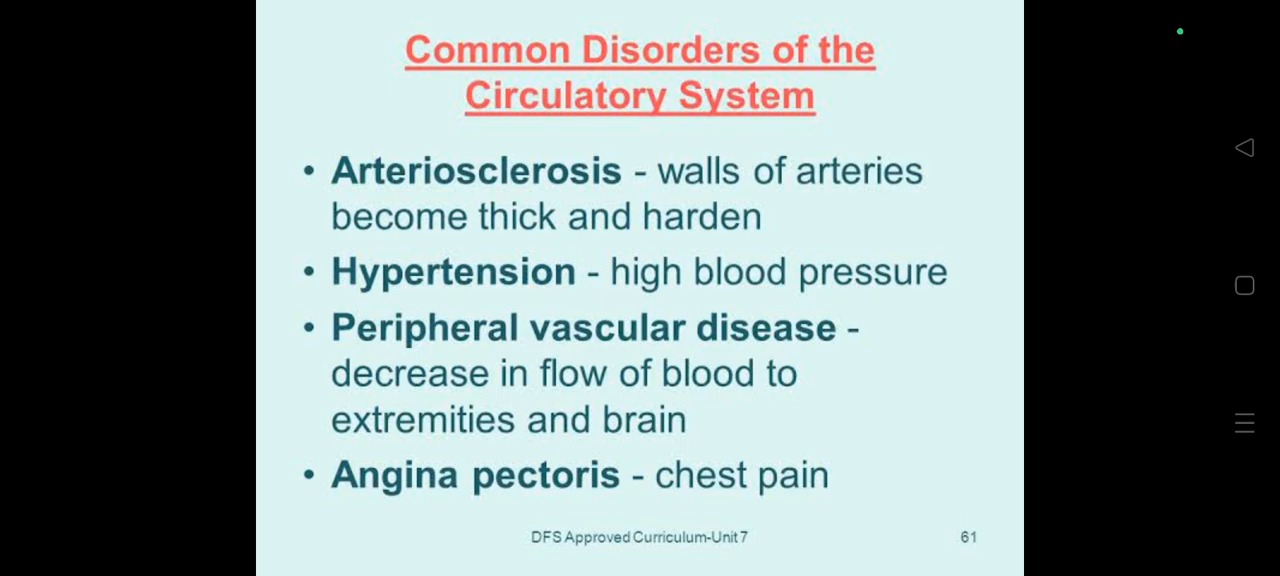 Common Disorders of the
Circulatory System
• Arteriosclerosis - walls of arteries
become thick and harden
• Hypertension - high blood pressure
• Peripheral vascular disease -
decrease in flow of blood to
extremities and brain
• Angina pectoris - chest pain
DFS Approved Curriculum-Unit 7
61